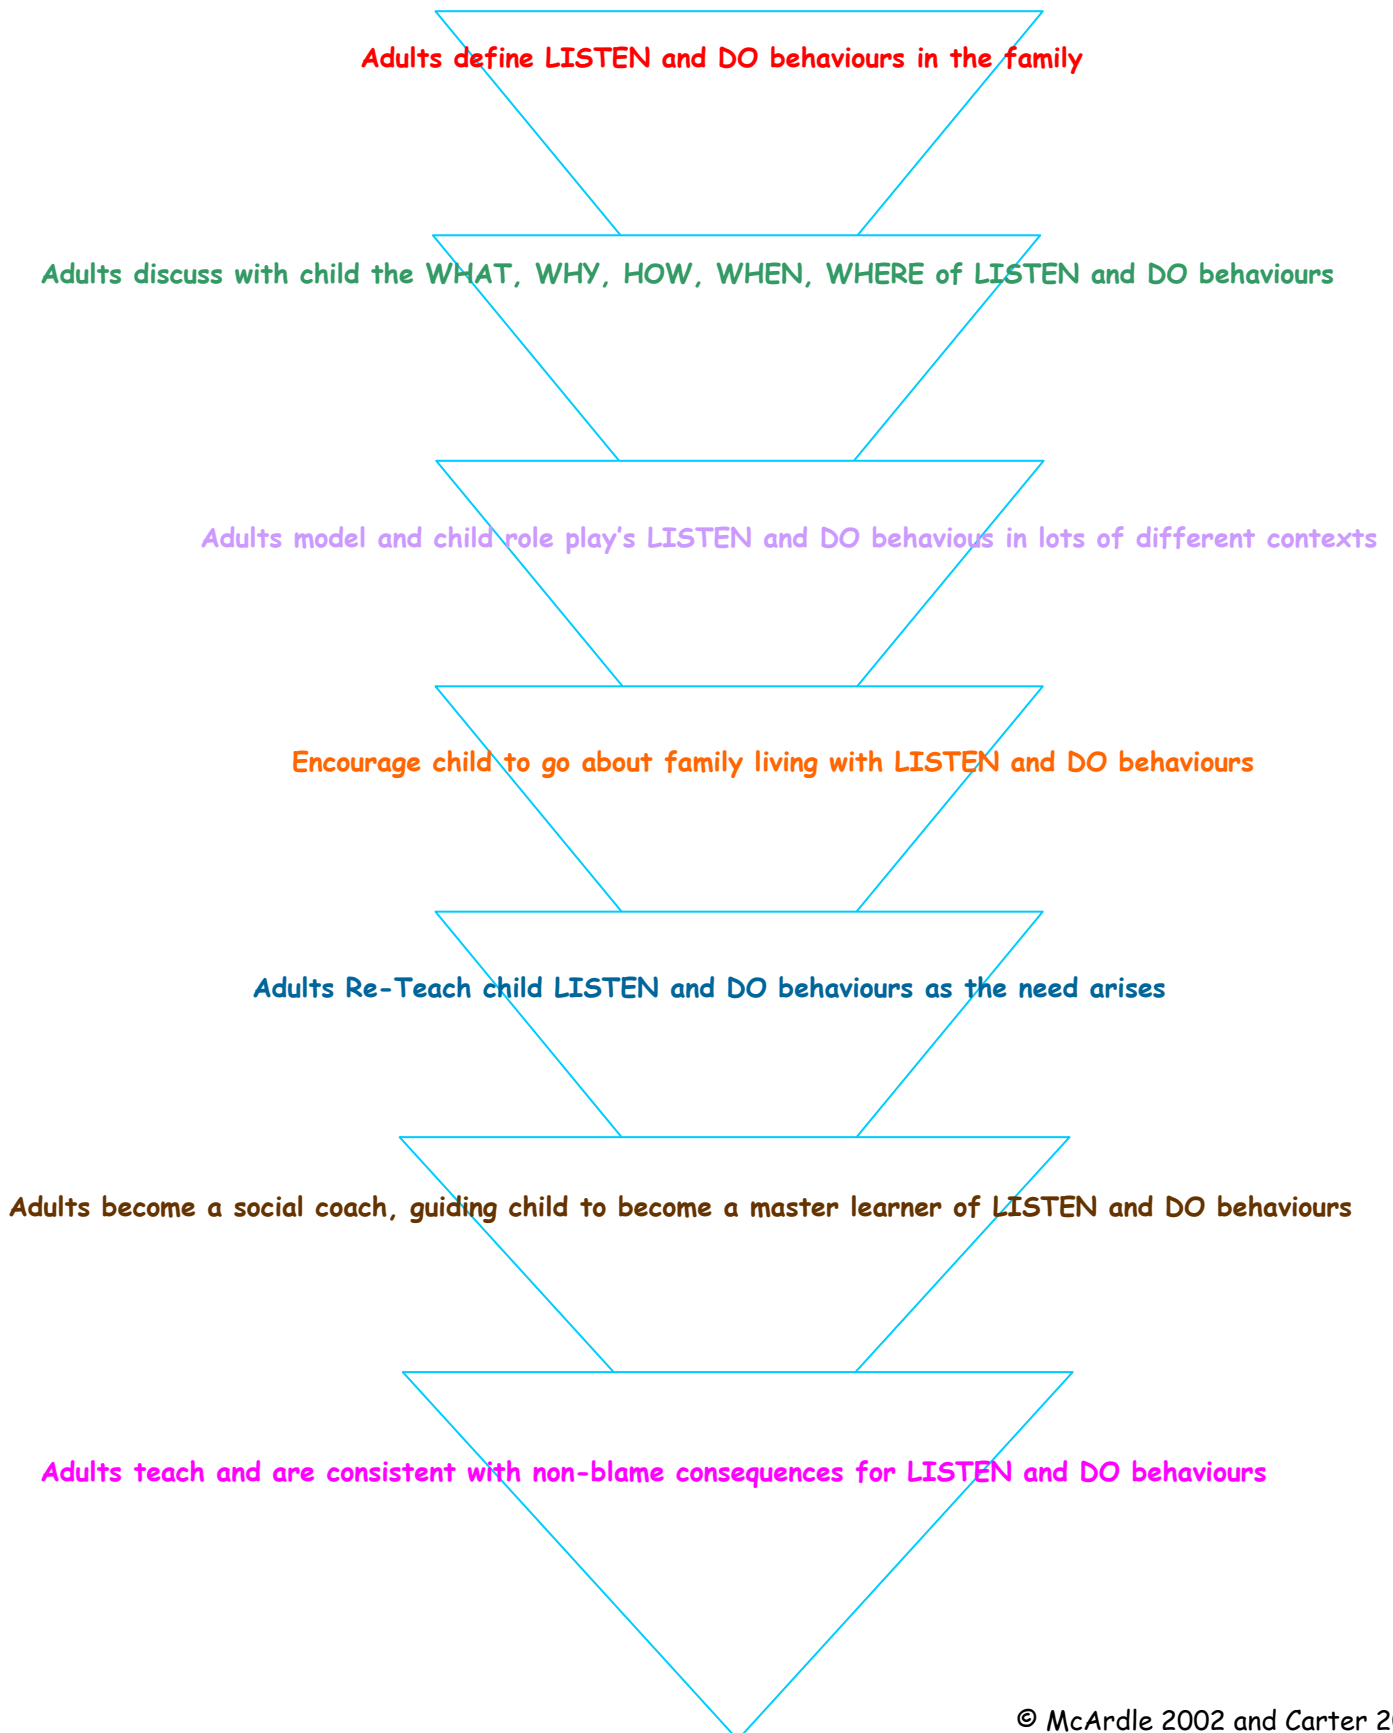 Adults define LISTEN and DO behaviours in the family
Adults discuss with child the WHAT, WHY, HOW, WHEN, WHERE of LISTEN and DO behaviours
Adults model and child role play’s LISTEN and DO behavious in lots of different contexts
Encourage child to go about family living with LISTEN and DO behaviours
Adults Re-Teach child LISTEN and DO behaviours as the need arises
Adults become a social coach, guiding child to become a master learner of LISTEN and DO behaviours
Adults teach and are consistent with non-blame consequences for LISTEN and DO behaviours
© McArdle 2002 and Carter